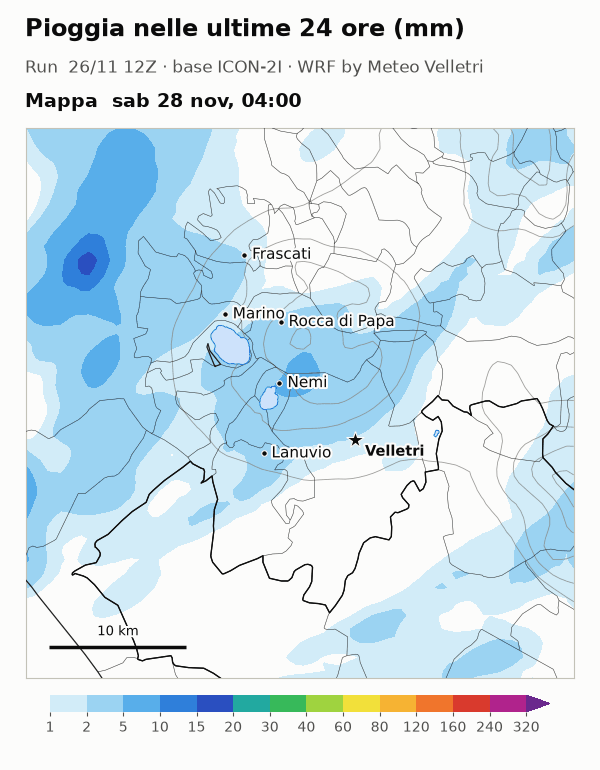 Pioggia nelle ultime 24 ore (mm)
Run  26/11 12Z · base ICON-2I · WRF by Meteo Velletri
Mappa  sab 28 nov, 04:00
Frascati
Marino
Rocca di Papa
Nemi
Velletri
Lanuvio
10 km
1 2 5 10 15 20 30 40 60 80 120 160 240 320